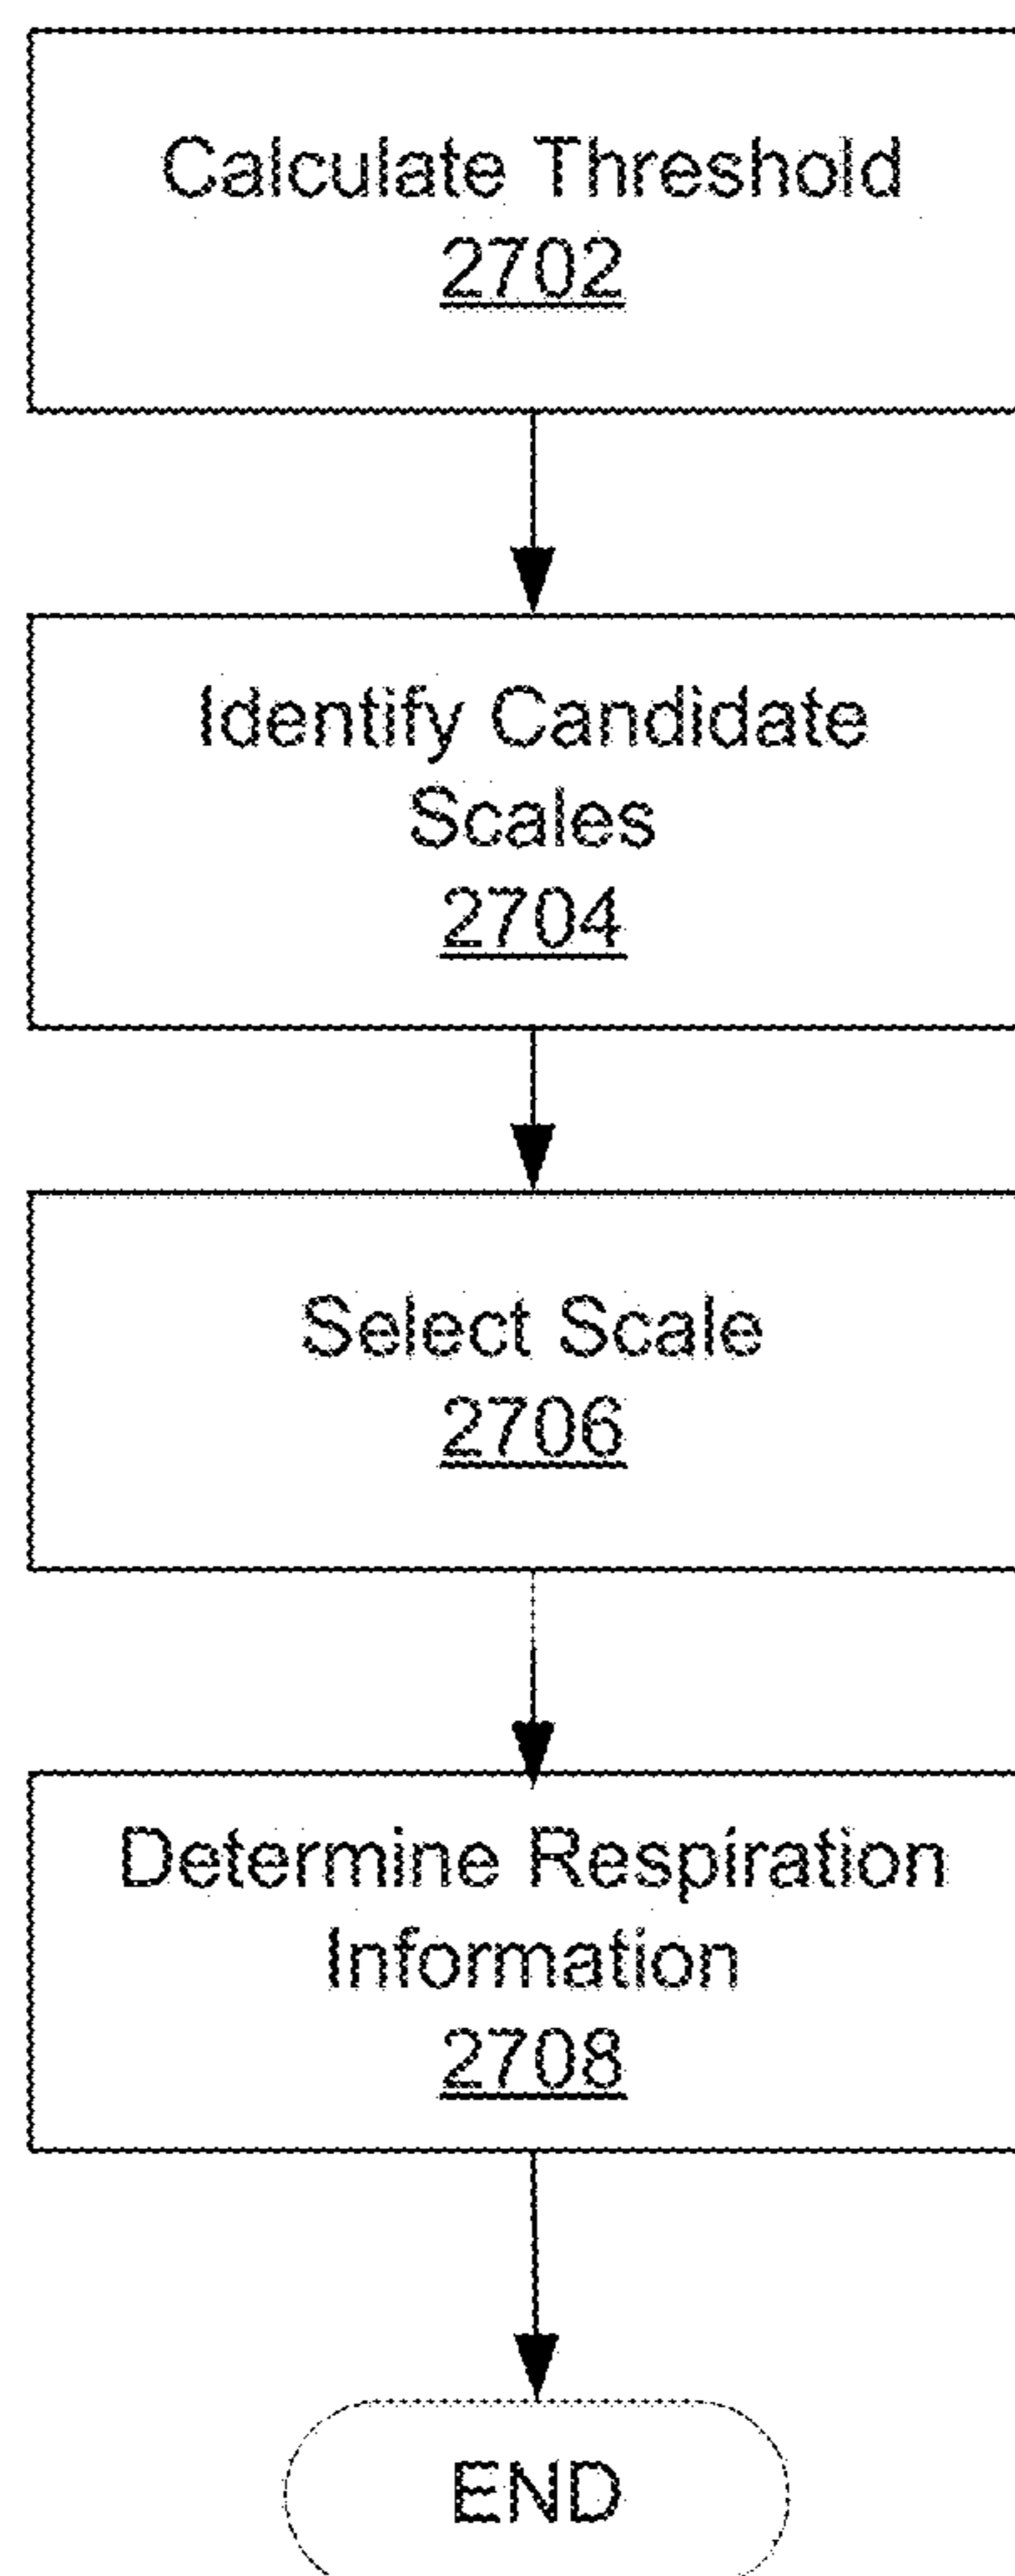 Calculate Threshold
2702
Identify Candidate
Scales
2704
Select Scale
2706
Determine Respiration
Information
2708
END